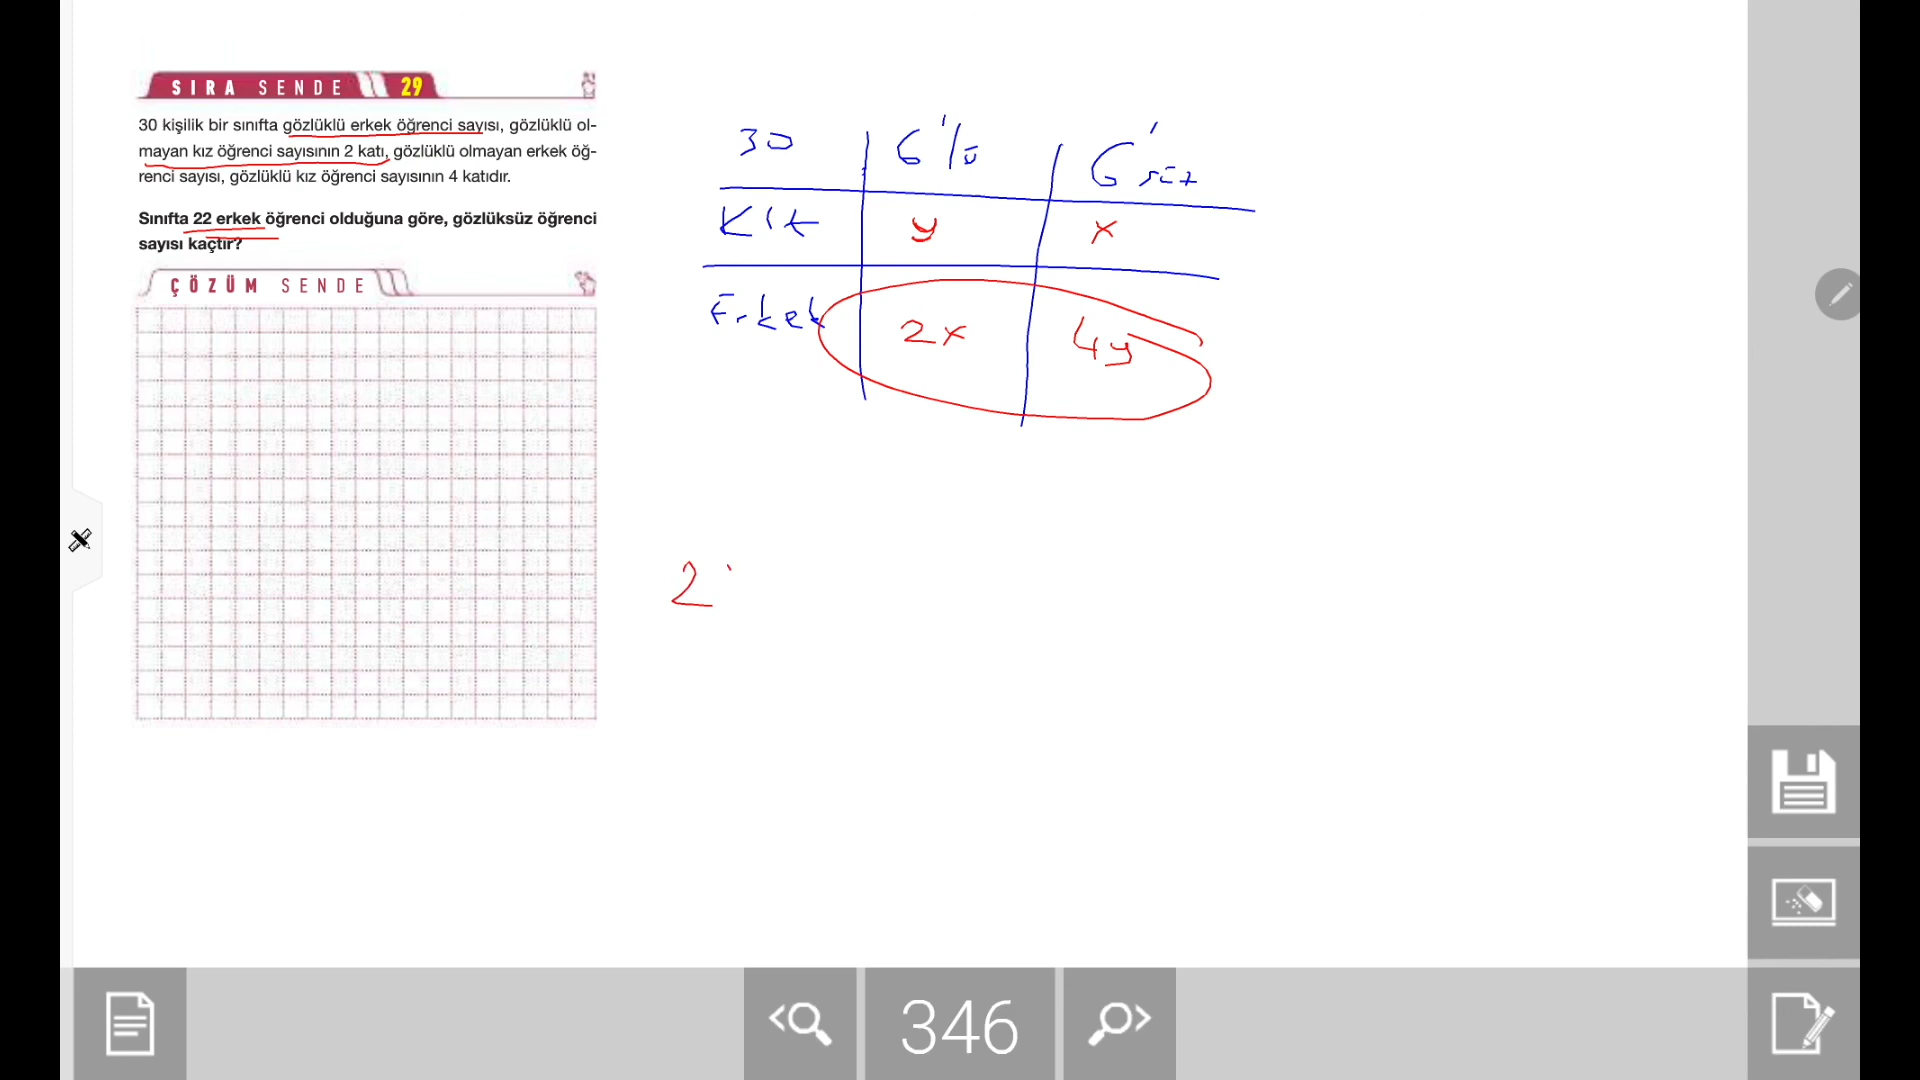 SIRA SENDE 29
30 kişilik bir sınıfta gözlüklü erkek öğrenci sayısı, gözlüklü ol-
mayan kız öğrenci sayısının 2 katı, gözlüklü olmayan erkek öğ-
renci sayısı, gözlüklü kız öğrenci sayısının 4 katıdır.
Sınıfta 22 erkek öğrenci olduğuna göre, gözlüksüz öğrenci
sayısı kaçtır?
ÇÖZÜM SENDE
30 G'lü G'süz
Kız y x
Erkek 2x 4y
2
346